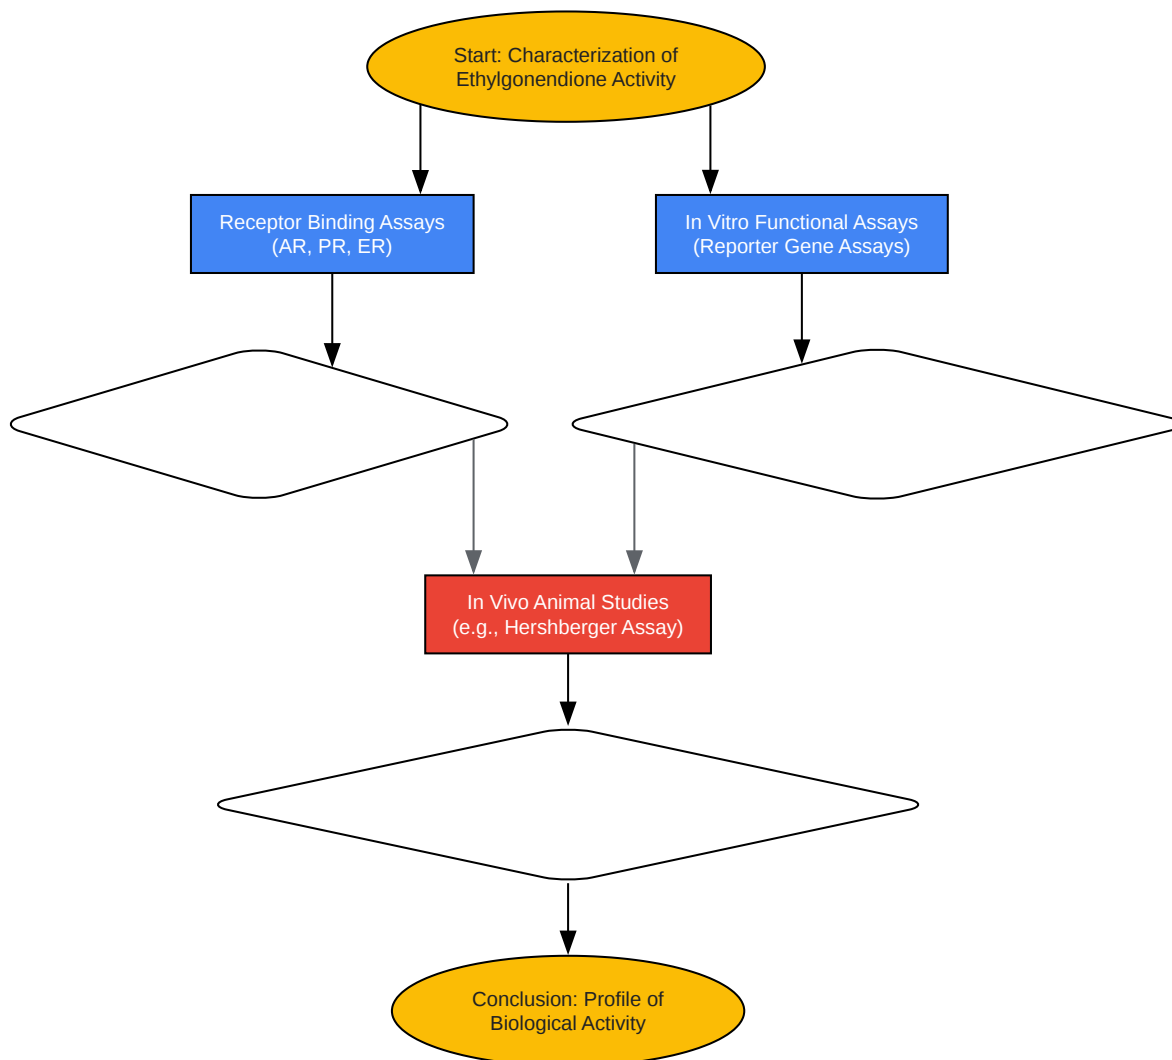 Start: Characterization of
Ethylgonendione Activity
Receptor Binding Assays
(AR, PR, ER)
In Vitro Functional Assays
(Reporter Gene Assays)
In Vivo Animal Studies
(e.g., Hershberger Assay)
Conclusion: Profile of
Biological Activity